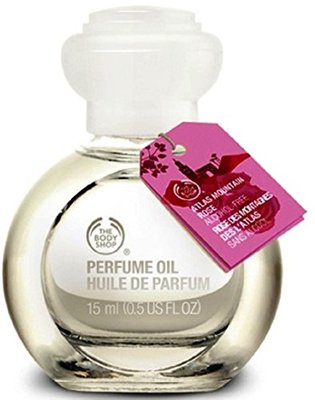 THE
BODY
SHOP®
PERFUME OIL
HUILE DE PARFUM
15 ml (0.5 US FL OZ)
ATLAS MOUNTAIN
ROSE
ALCOHOL-FREE
ROSE DES MONTAGNES
DE L'ATLAS
SANS ALCOOL